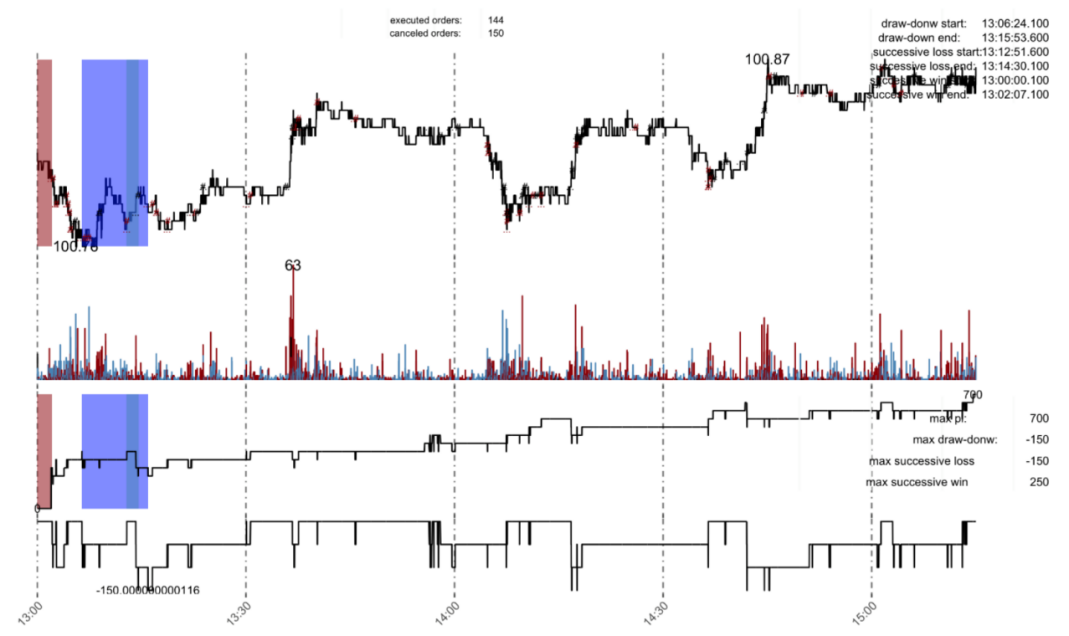 executed orders: 144
canceled orders: 150
draw-donw start: 13:06:24.100
draw-down end: 13:15:53.600
successive loss start:13:12:51.600
successive loss end: 13:14:30.100
13:00:00.100
successive win end: 13:02:07.100
100.87
100.76
63
700
max pl: 700
max draw-donw: -150
max successive loss -150
max successive win 250
0
-150.000000000116
13:00
13:30
14:00
14:30
15:00